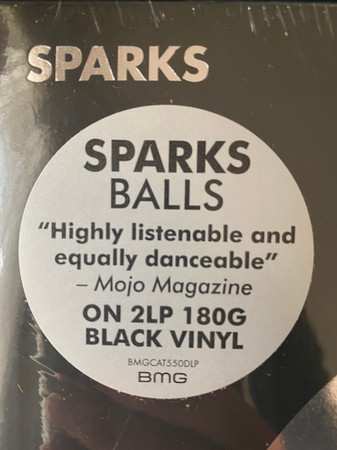 SPARKS
SPARKS
BALLS
“Highly listenable and
equally danceable”
– Mojo Magazine
ON 2LP 180G
BLACK VINYL
BMGCAT550DLP
BMG